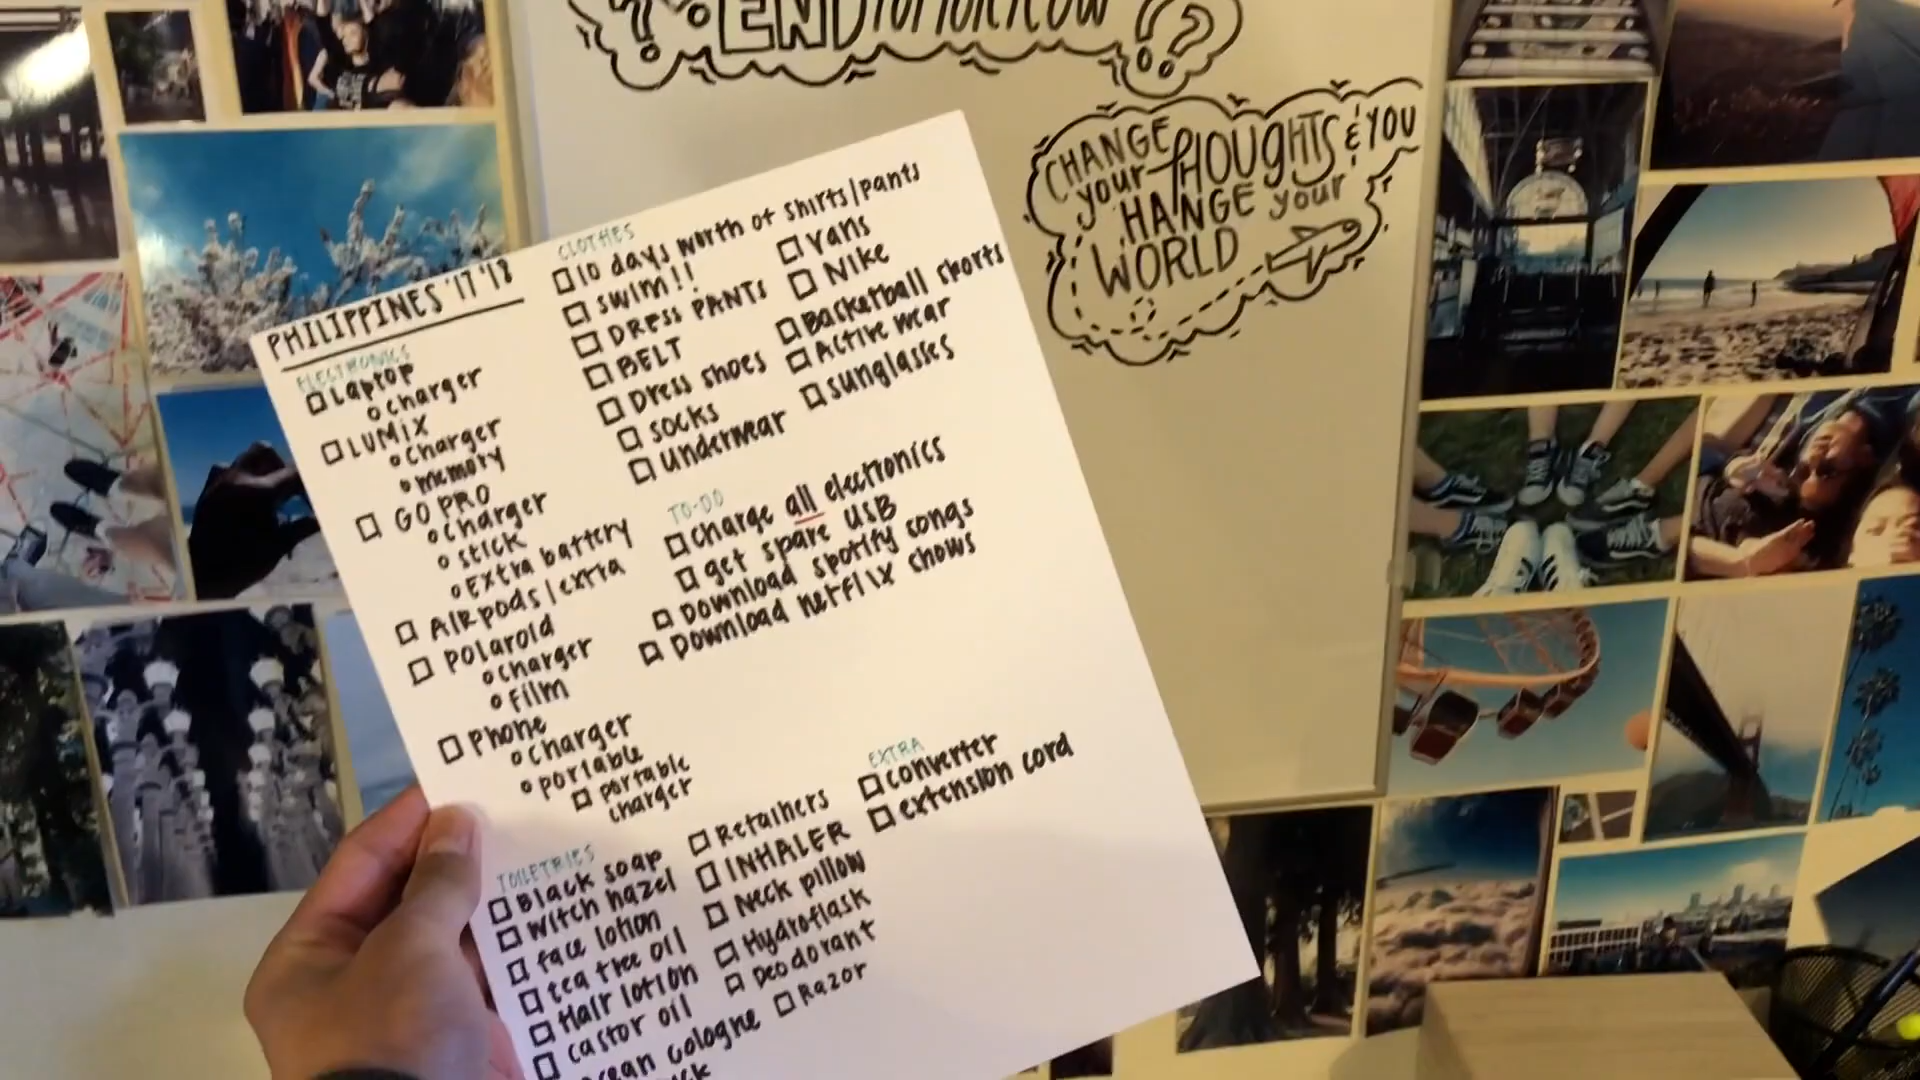 END TOMORROW?
CHANGE
your THOUGHTS & YOU
HANGE your
WORLD
PHILIPPINES '17 '18
ELECTRONICS
Laptop
charger
LUMIX
charger
memory
GO PRO
charger
stick
Extra battery
AIRpods/extra
Polaroid
charger
Film
Phone
charger
portable
portable
charger
CLOTHES
10 days worth of shirts/pants
swim!!
DRESS PANTS
BELT
Dress shoes
socks
underwear
Vans
NIKE
Basketball shorts
Active wear
sunglasses
TO-DO
charge all electronics
get spare USB
Download spotify songs
Download netflix shows
TOILETRIES
Black soap
witch hazel
face lotion
tea tree oil
Hair lotion
castor oil
cologne
Retainers
INHALER
Neck pillow
Hydroflask
Deodorant
Razor
EXTRA
converter
extension cord